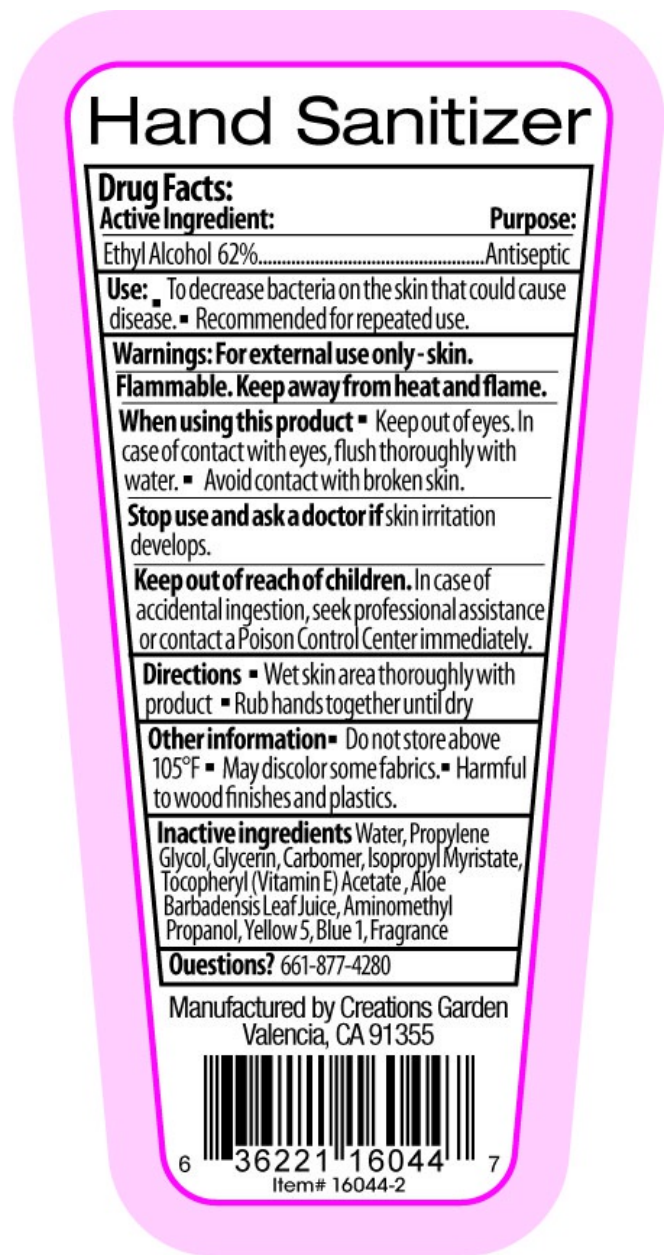 Hand Sanitizer
Drug Facts:
Active Ingredient: Purpose:
Ethyl Alcohol 62%..................................................Antiseptic
Use: ▪ To decrease bacteria on the skin that could cause
disease. ▪ Recommended for repeated use.
Warnings: For external use only - skin.
Flammable. Keep away from heat and flame.
When using this product ▪ Keep out of eyes. In
case of contact with eyes, flush thoroughly with
water. ▪ Avoid contact with broken skin.
Stop use and ask a doctor if skin irritation
develops.
Keep out of reach of children. In case of
accidental ingestion, seek professional assistance
or contact a Poison Control Center immediately.
Directions ▪ Wet skin area thoroughly with
product ▪ Rub hands together until dry
Other information ▪ Do not store above
105°F ▪ May discolor some fabrics. ▪ Harmful
to wood finishes and plastics.
Inactive ingredients Water, Propylene
Glycol, Glycerin, Carbomer, Isopropyl Myristate,
Tocopheryl (Vitamin E) Acetate , Aloe
Barbadensis Leaf Juice, Aminomethyl
Propanol, Yellow 5, Blue 1, Fragrance
Ouestions? 661-877-4280
Manufactured by Creations Garden
Valencia, CA 91355
6 36221 16044 7
Item# 16044-2